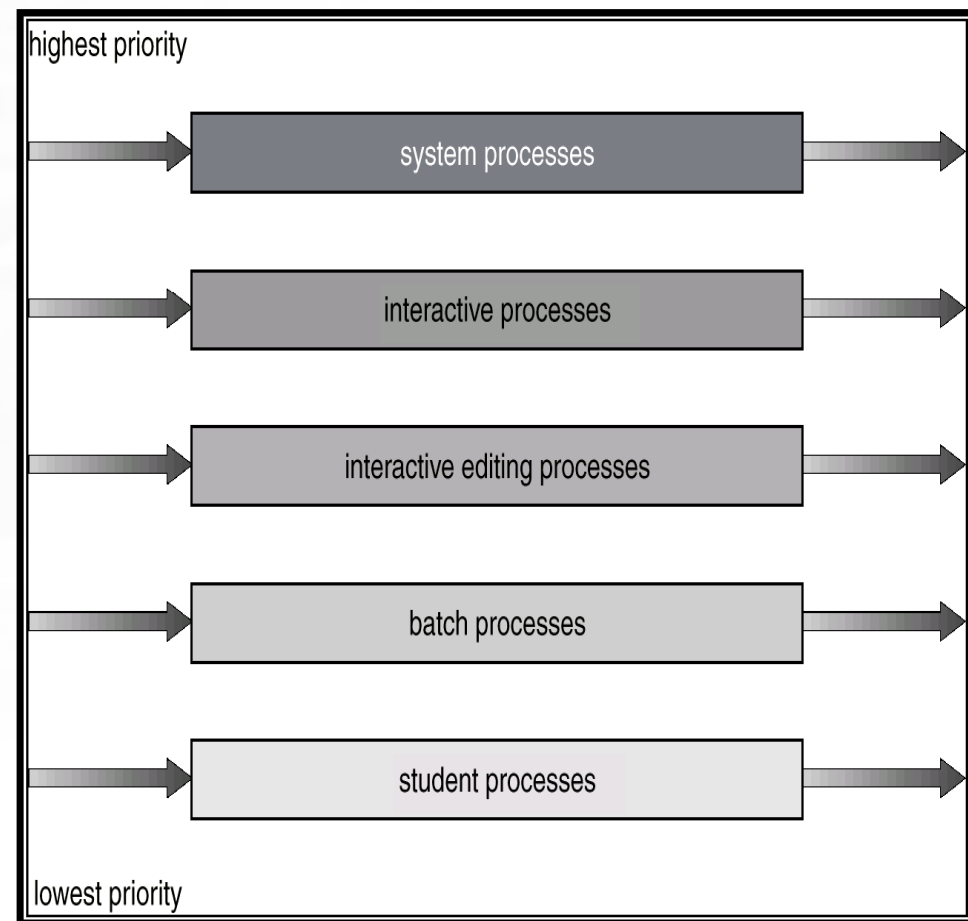 highest priority
system processes
interactive processes
interactive editing processes
batch processes
student processes
lowest priority